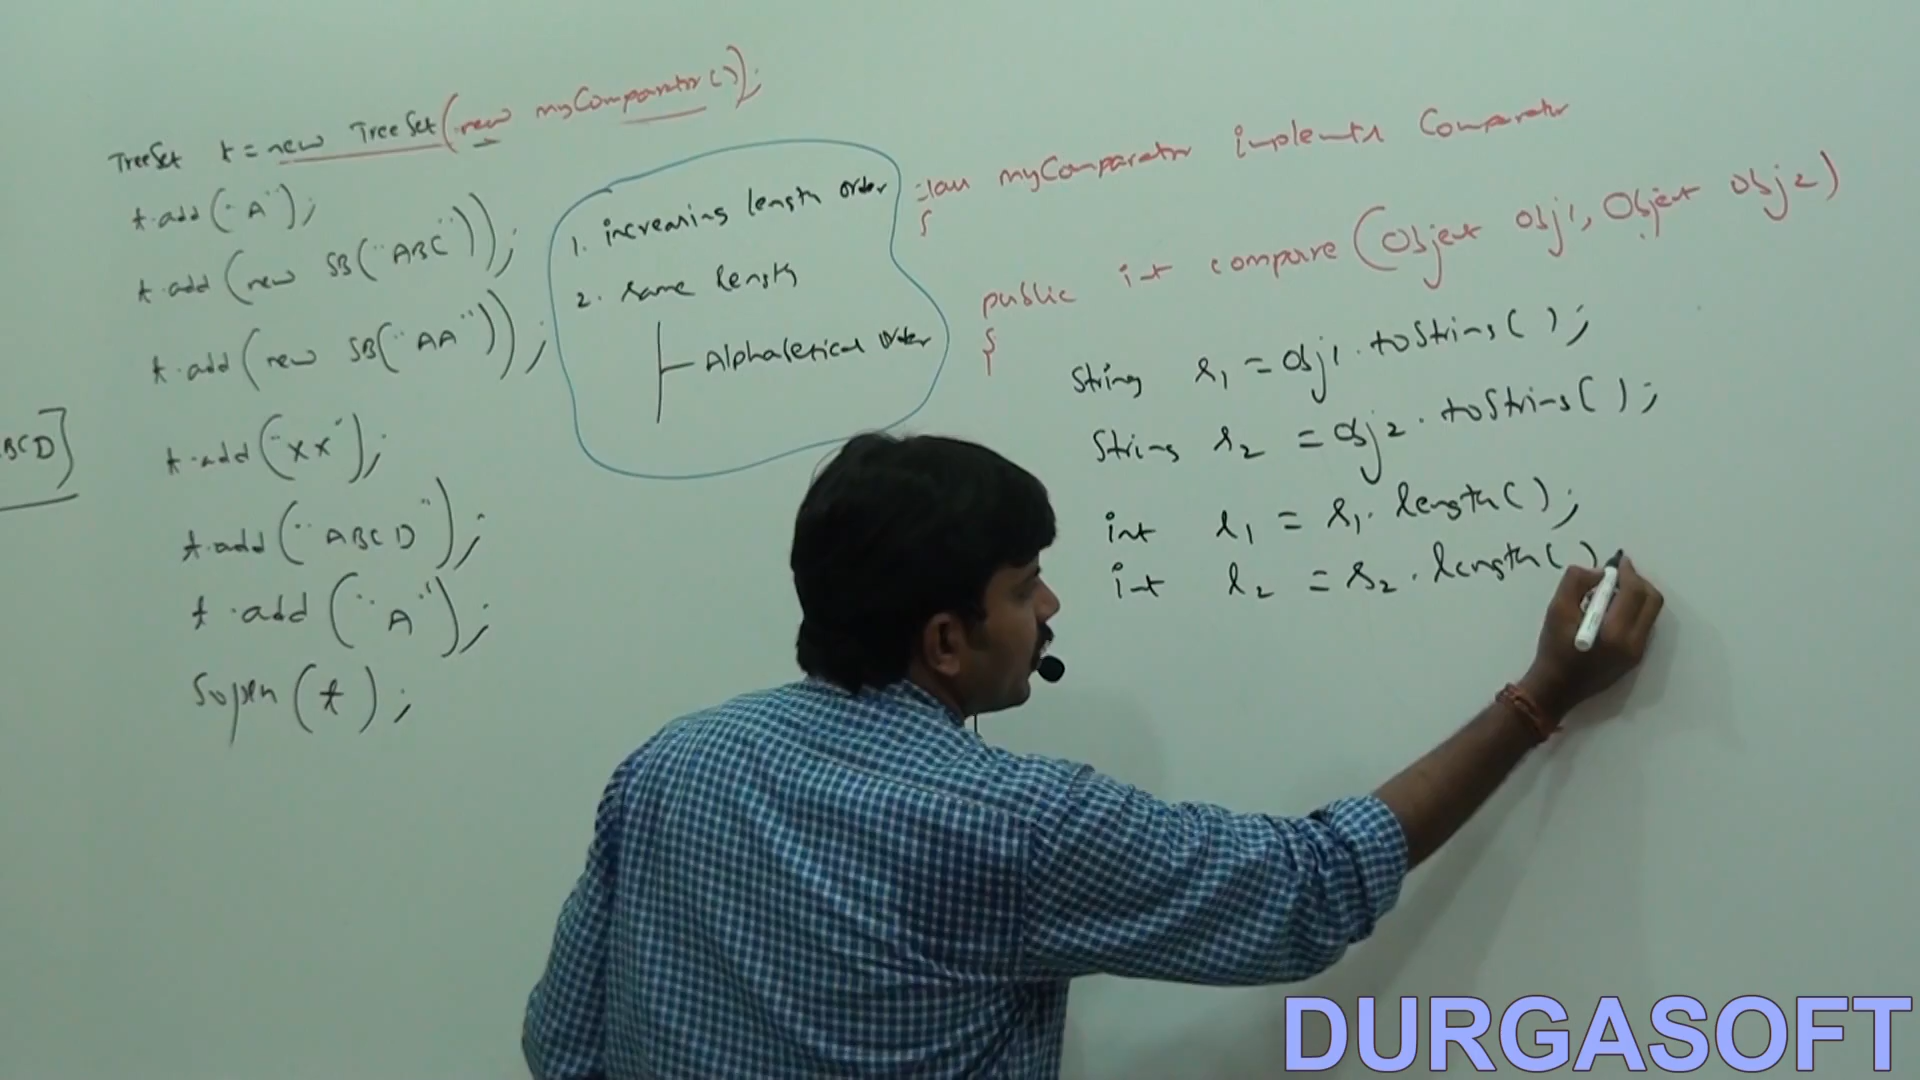 TreeSet t = new TreeSet(new myComparator());
t.add("A");
t.add(new SB("ABC"));
t.add(new SB("AA"));
t.add("XX");
t.add("ABCD");
t.add("A");
Sopln(t);
BCD]
1. increasing length order
2. same length
Alphabetical order
class myComparator implements Comparator
{
public int compare(Object obj1, Object obj2)
{
String s1 = obj1.toString();
String s2 = obj2.toString();
int l1 = s1.length();
int l2 = s2.length()
DURGASOFT